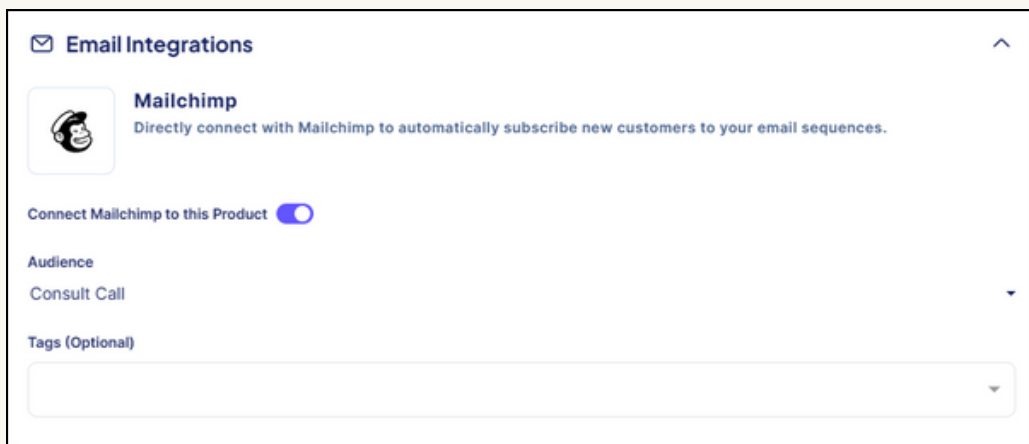 Email Integrations
Mailchimp
Directly connect with Mailchimp to automatically subscribe new customers to your email sequences.
Connect Mailchimp to this Product
Audience
Consult Call
Tags (Optional)